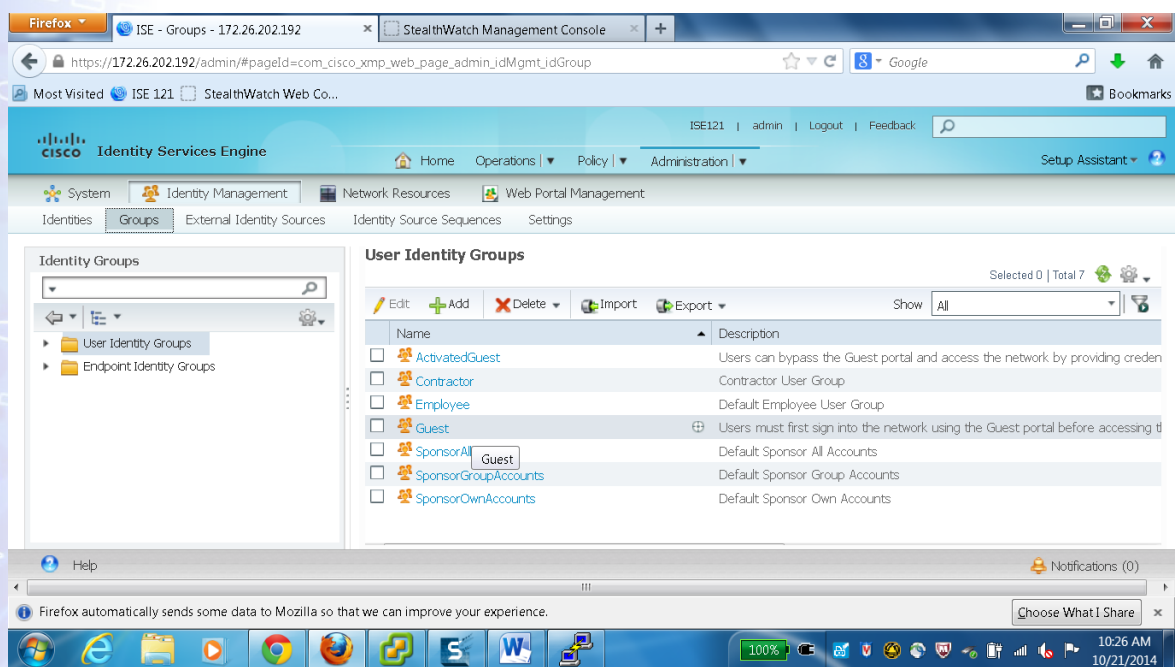 Firefox
ISE - Groups - 172.26.202.192
StealthWatch Management Console
https://172.26.202.192/admin/#pageId=com_cisco_xmp_web_page_admin_idMgmt_idGroup
Google
Most Visited ISE 121 StealthWatch Web Co...
Bookmarks
ISE121 | admin | Logout | Feedback
CISCO Identity Services Engine
Home Operations | Policy | Administration |
Setup Assistant
System Identity Management Network Resources Web Portal Management
Identities Groups External Identity Sources Identity Source Sequences Settings
Identity Groups
User Identity Groups
Endpoint Identity Groups
User Identity Groups
Selected 0 | Total 7
Edit Add Delete Import Export Show All
Name Description
ActivatedGuest Users can bypass the Guest portal and access the network by providing creden
Contractor Contractor User Group
Employee Default Employee User Group
Guest Users must first sign into the network using the Guest portal before accessing t
SponsorAll Default Sponsor All Accounts
Guest
SponsorGroupAccounts Default Sponsor Group Accounts
SponsorOwnAccounts Default Sponsor Own Accounts
Help
Notifications (0)
Firefox automatically sends some data to Mozilla so that we can improve your experience.
Choose What I Share
100%
10:26 AM
10/21/2014